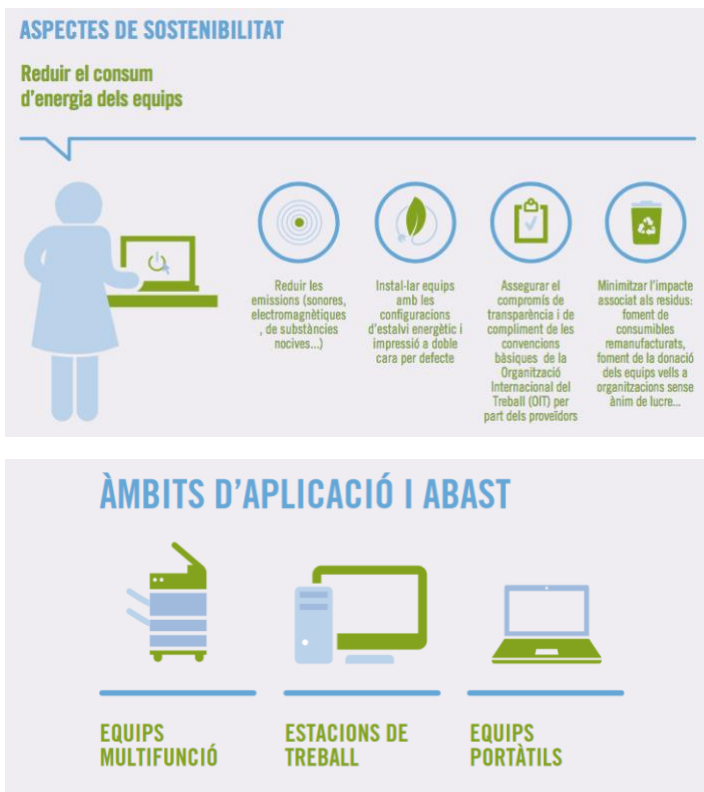 ASPECTES DE SOSTENIBILITAT
Reduir el consum
d'energia dels equips
Reduir les
emissions (sonores,
electromagnètiques
, de substàncies
nocives...)
Instal·lar equips
amb les
configuracions
d'estalvi energètic i
impressió a doble
cara per defecte
Assegurar el
compromís de
transparència i de
compliment de les
convencions
bàsiques de la
Organització
Internacional del
Treball (OIT) per
part dels proveïdors
Minimitzar l'impacte
associat als residus:
foment de
consumibles
remanufacturats,
foment de la donació
dels equips vells a
organitzacions sense
ànim de lucre...
ÀMBITS D'APLICACIÓ I ABAST
EQUIPS
MULTIFUNCIÓ
ESTACIONS DE
TREBALL
EQUIPS
PORTÀTILS